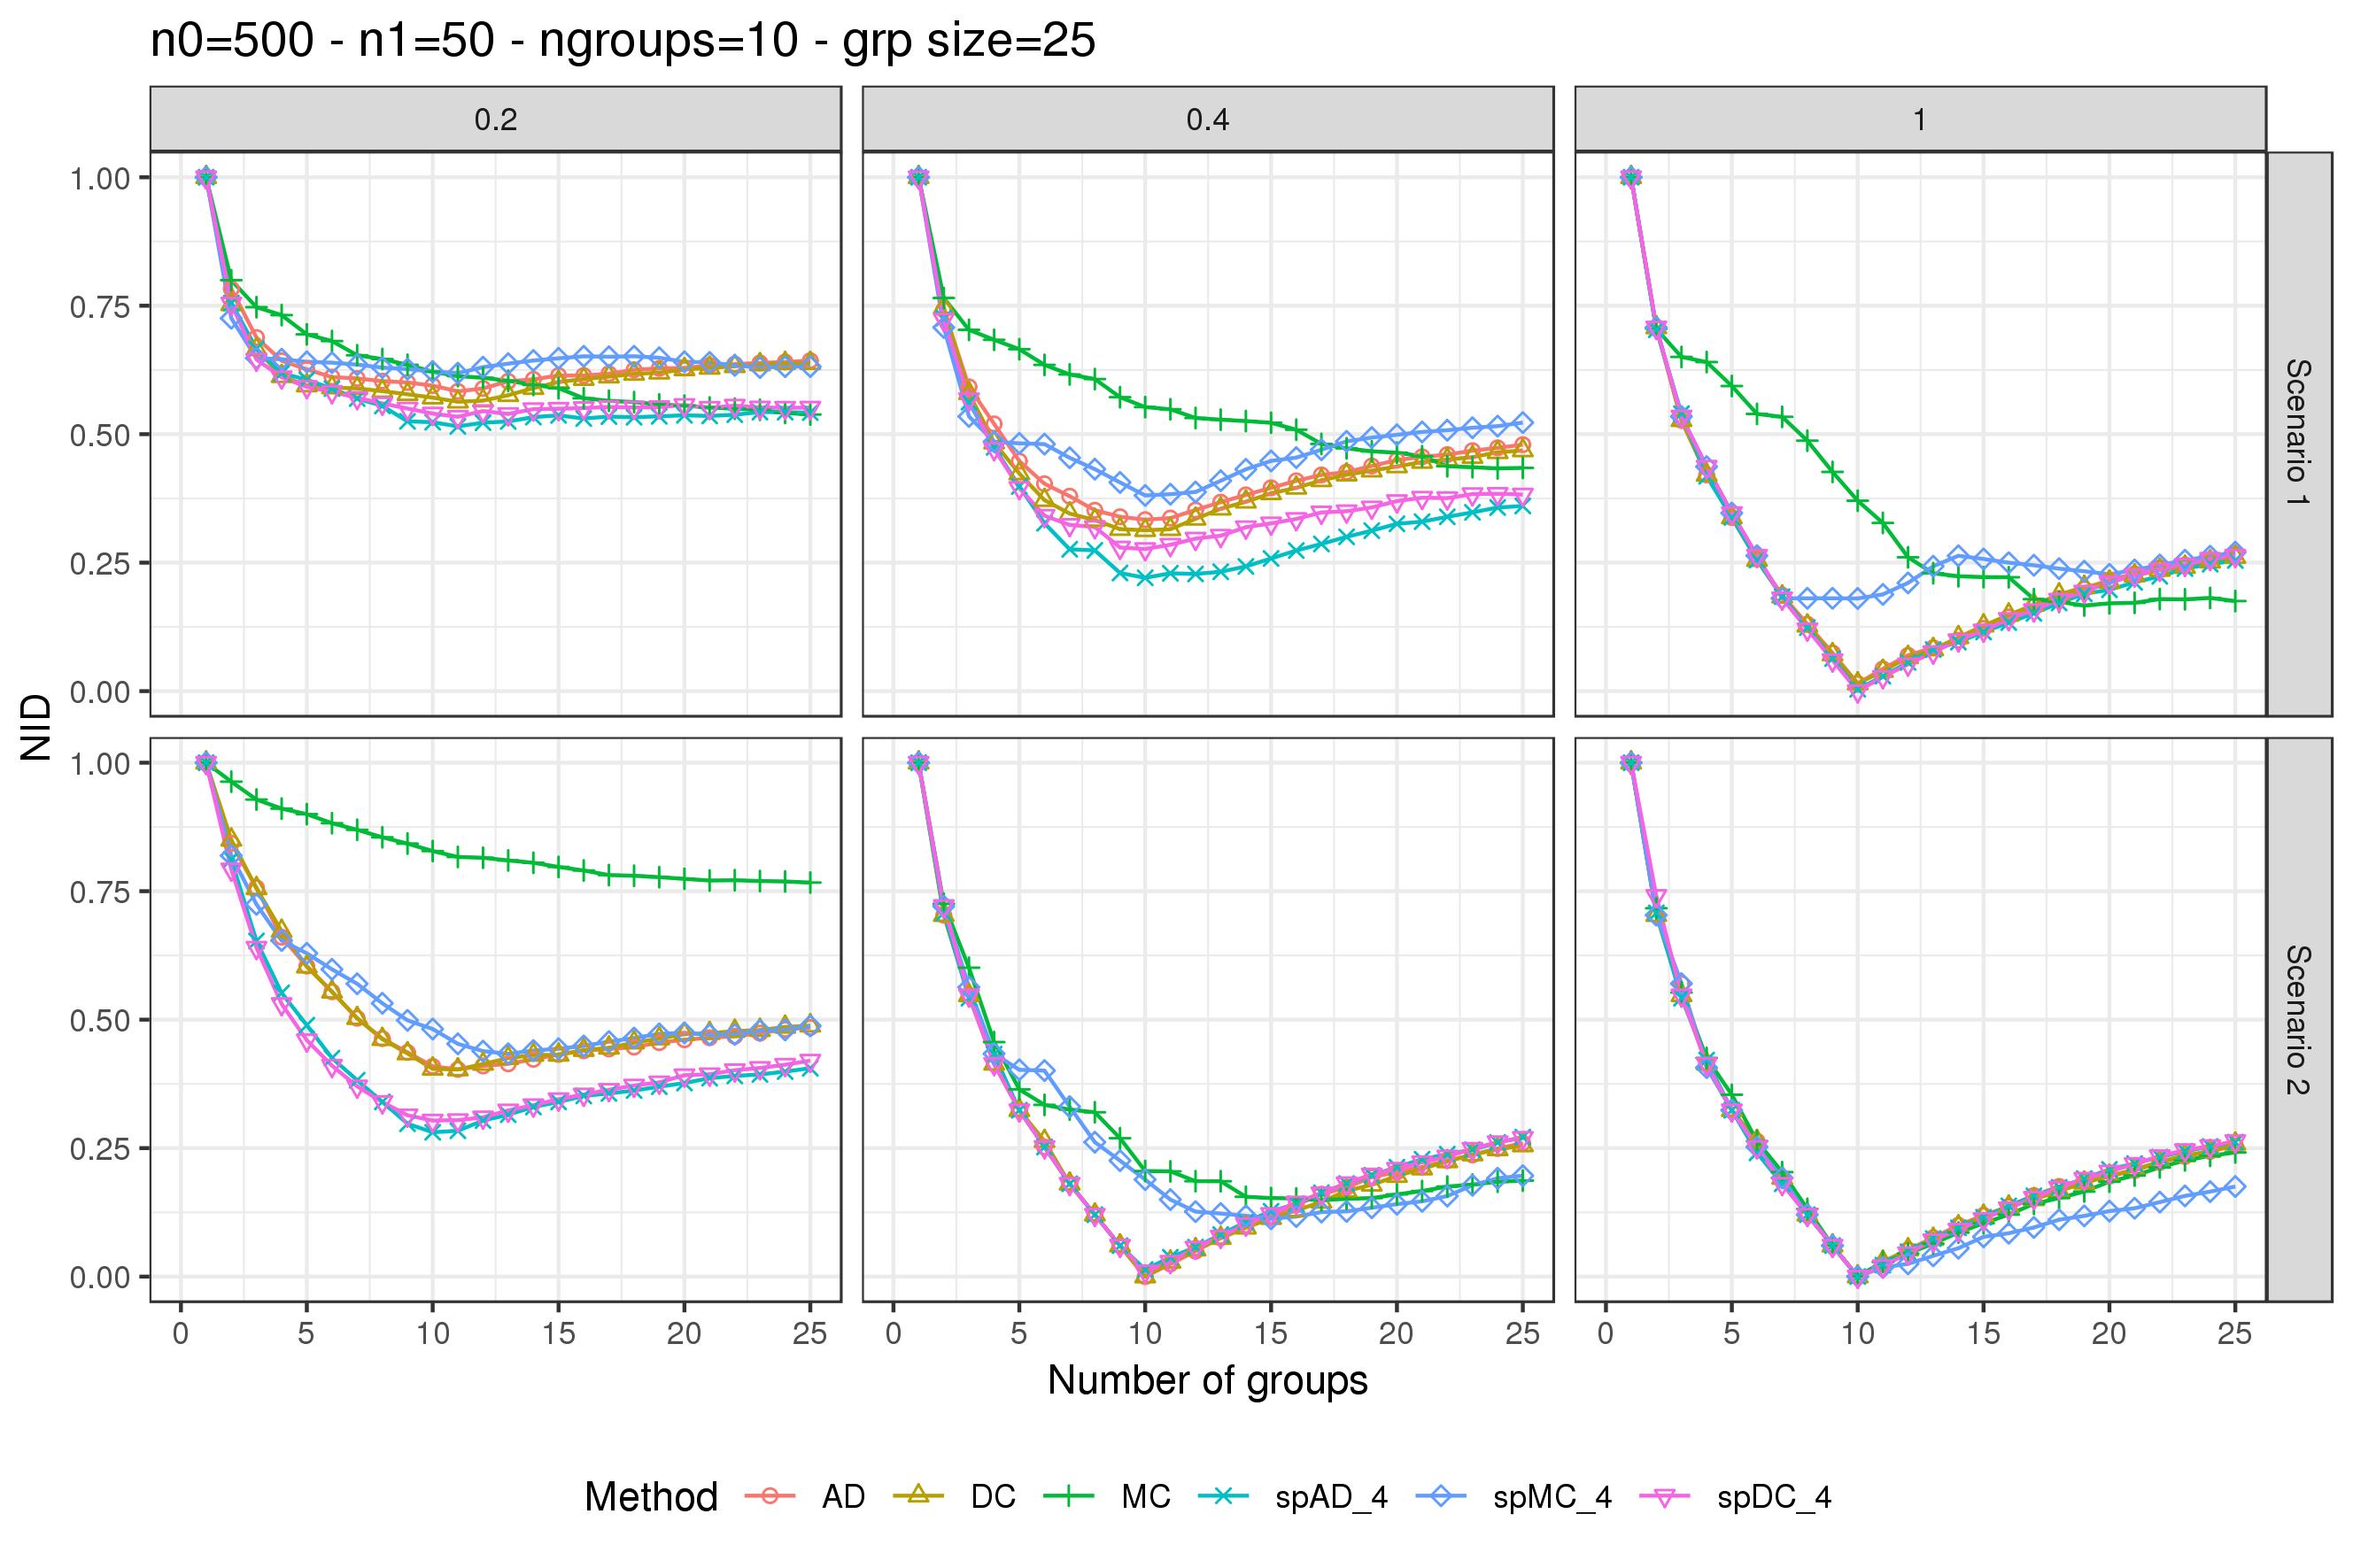 n0=500 - n1=50 - ngroups=10 - grp size=25
0.2 0.4 1
1.00
0.75
0.50
0.25
0.00
Scenario 1
NID
1.00
0.75
0.50
0.25
0.00
Scenario 2
0 5 10 15 20 25 0 5 10 15 20 25 0 5 10 15 20 25
Number of groups
Method AD DC MC spAD_4 spMC_4 spDC_4